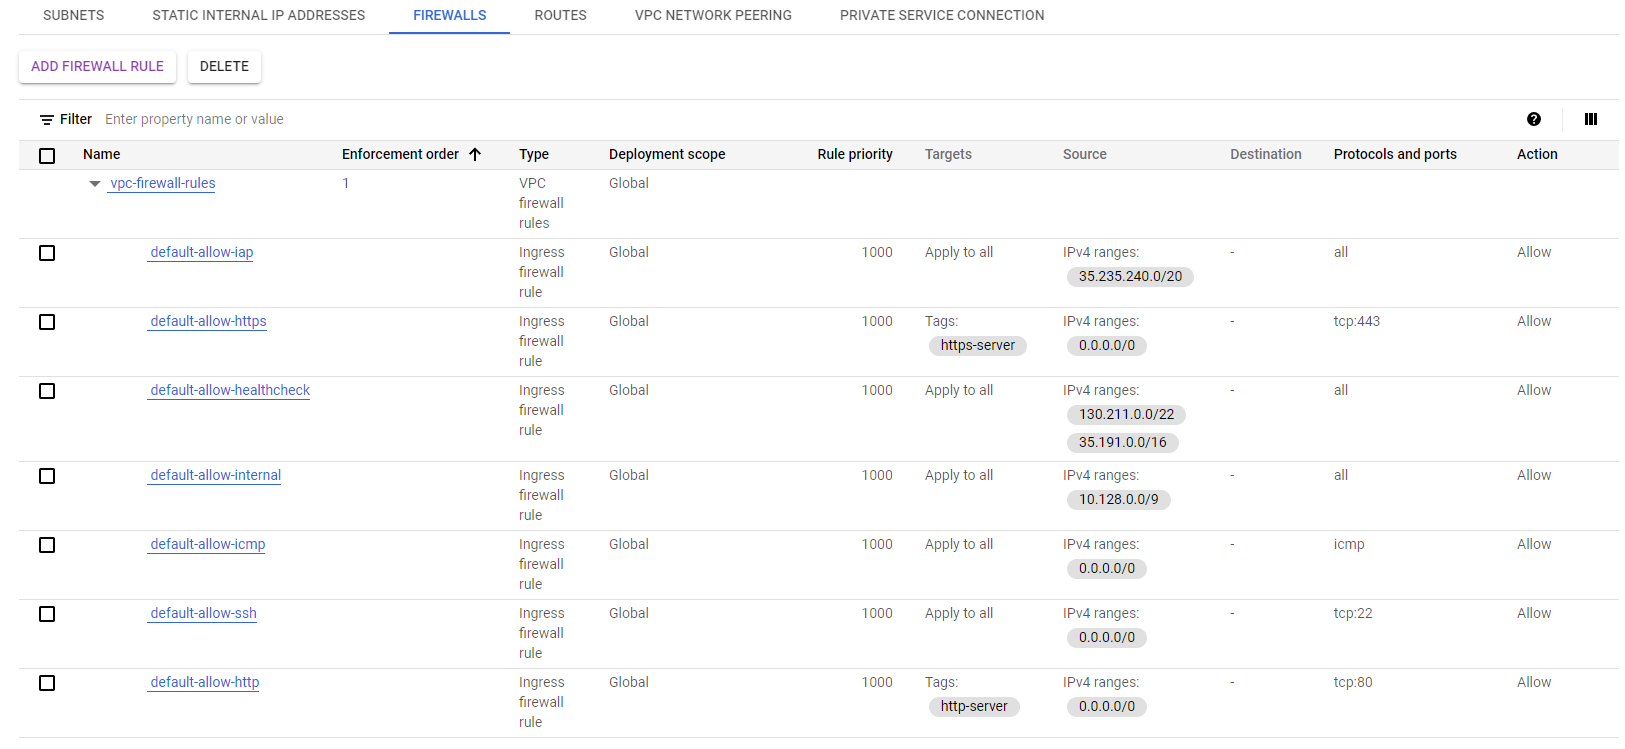 SUBNETS STATIC INTERNAL IP ADDRESSES FIREWALLS ROUTES VPC NETWORK PEERING PRIVATE SERVICE CONNECTION
ADD FIREWALL RULE DELETE
Filter Enter property name or value
Name Enforcement order Type Deployment scope Rule priority Targets Source Destination Protocols and ports Action
vpc-firewall-rules 1 VPC Global
firewall
rules
default-allow-iap Ingress Global 1000 Apply to all IPv4 ranges: - all Allow
firewall 35.235.240.0/20
rule
default-allow-https Ingress Global 1000 Tags: IPv4 ranges: - tcp:443 Allow
firewall https-server 0.0.0.0/0
rule
default-allow-healthcheck Ingress Global 1000 Apply to all IPv4 ranges: - all Allow
firewall 130.211.0.0/22
rule 35.191.0.0/16
default-allow-internal Ingress Global 1000 Apply to all IPv4 ranges: - all Allow
firewall 10.128.0.0/9
rule
default-allow-icmp Ingress Global 1000 Apply to all IPv4 ranges: - icmp Allow
firewall 0.0.0.0/0
rule
default-allow-ssh Ingress Global 1000 Apply to all IPv4 ranges: - tcp:22 Allow
firewall 0.0.0.0/0
rule
default-allow-http Ingress Global 1000 Tags: IPv4 ranges: - tcp:80 Allow
firewall http-server 0.0.0.0/0
rule